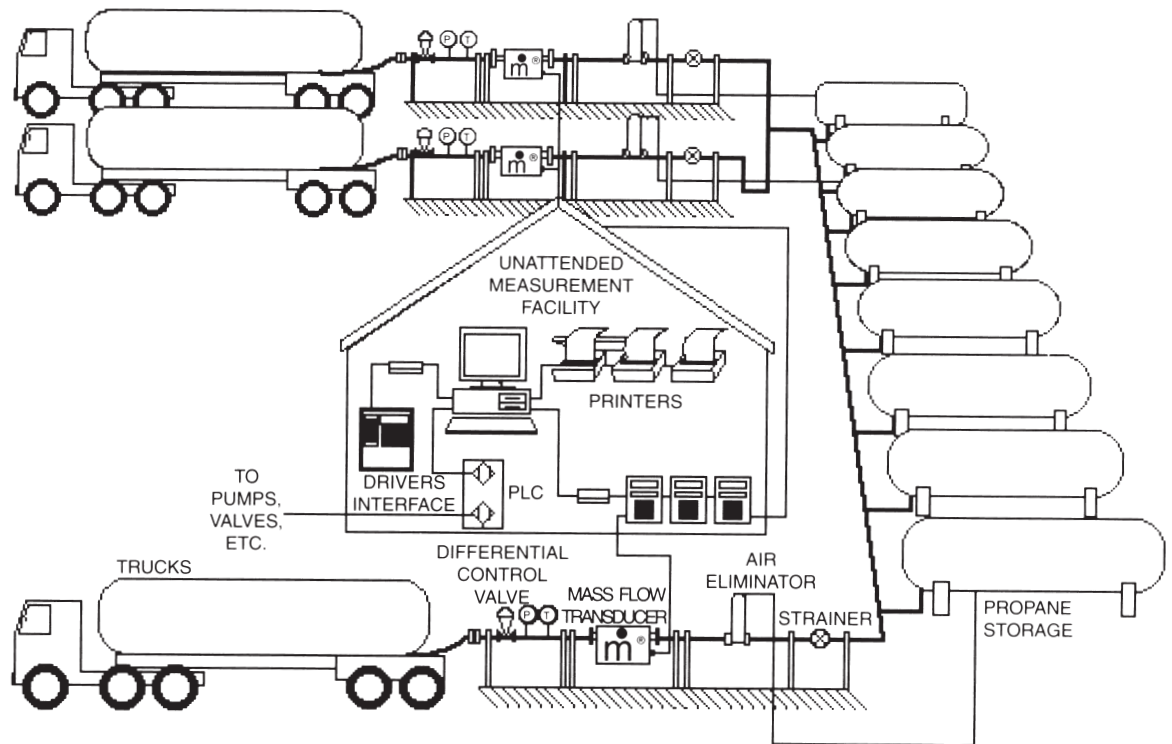 P T
m ®
P T
m ®
UNATTENDED
MEASUREMENT
FACILITY
PRINTERS
DRIVERS
INTERFACE
PLC
TO
PUMPS,
VALVES,
ETC.
TRUCKS
DIFFERENTIAL
CONTROL
VALVE
P T
MASS FLOW
TRANSDUCER
m ®
AIR
ELIMINATOR
STRAINER
PROPANE
STORAGE